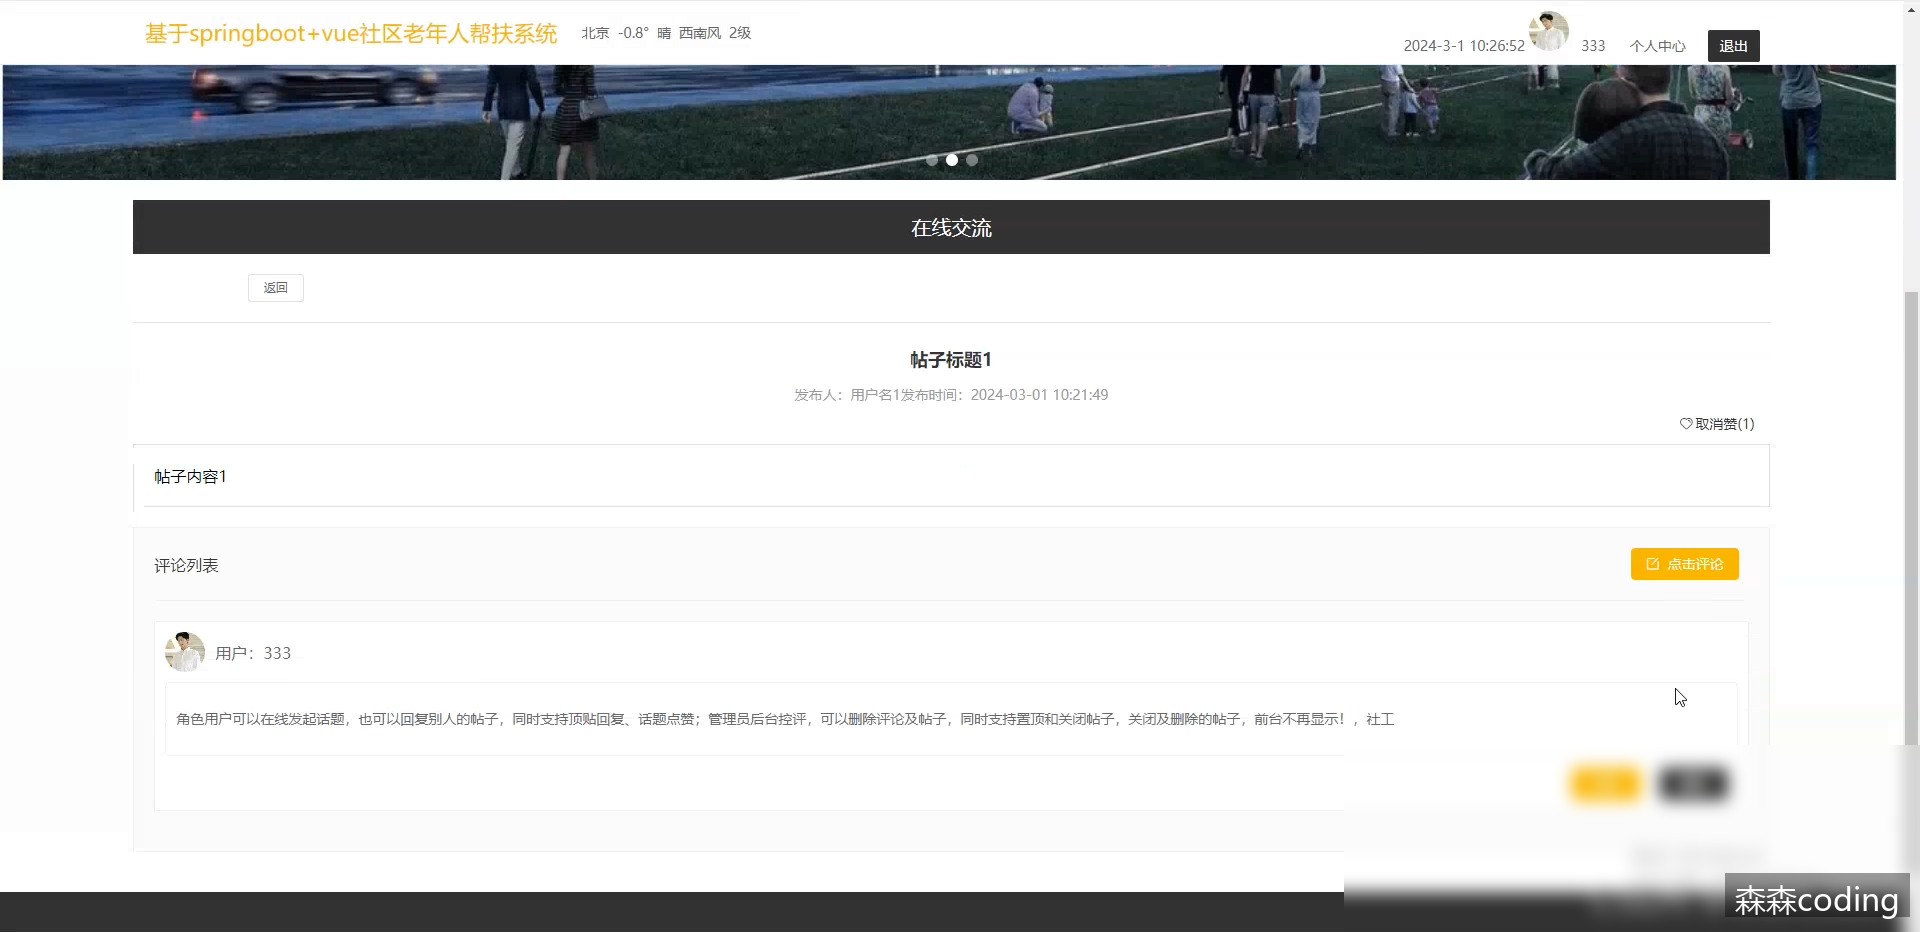 基于springboot+vue社区老年人帮扶系统
北京 -0.8° 晴 西南风 2级
2024-3-1 10:26:52 333 个人中心 退出
在线交流
返回
帖子标题1
发布人：用户名1发布时间：2024-03-01 10:21:49
取消赞(1)
帖子内容1
评论列表
点击评论
用户：333
角色用户可以在线发起话题，也可以回复别人的帖子，同时支持顶贴回复、话题点赞；管理员后台控评，可以删除评论及帖子，同时支持置顶和关闭帖子，关闭及删除的帖子，前台不再显示！，社工
森森coding